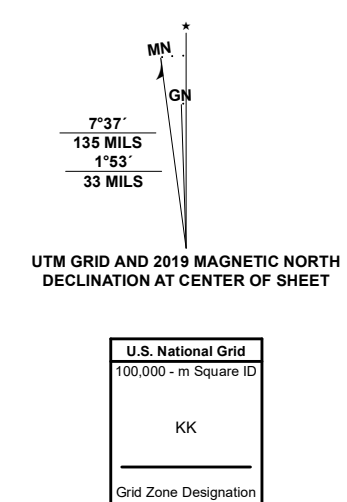 ★
MN
GN
7°37´
135 MILS
1°53´
33 MILS
UTM GRID AND 2019 MAGNETIC NORTH
DECLINATION AT CENTER OF SHEET
U.S. National Grid
100,000 - m Square ID
KK
Grid Zone Designation